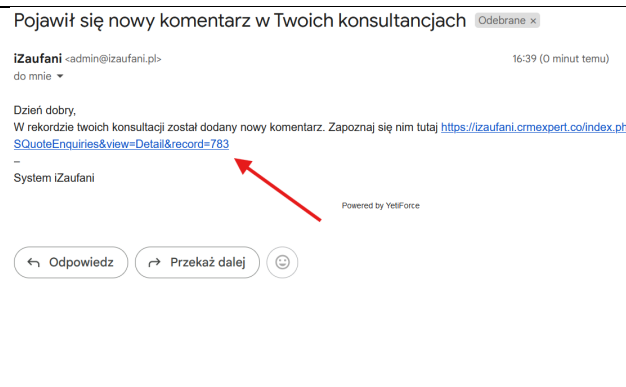 Pojawił się nowy komentarz w Twoich konsultancjach Odebrane ×
iZaufani <admin@izaufani.pl> 16:39 (0 minut temu)
do mnie
Dzień dobry,
W rekordzie twoich konsultacji został dodany nowy komentarz. Zapoznaj się nim tutaj https://izaufani.crmexpert.co/index.ph
SQuoteEnquiries&view=Detail&record=783
–
System iZaufani
Powered by YetiForce
Odpowiedz Przekaż dalej